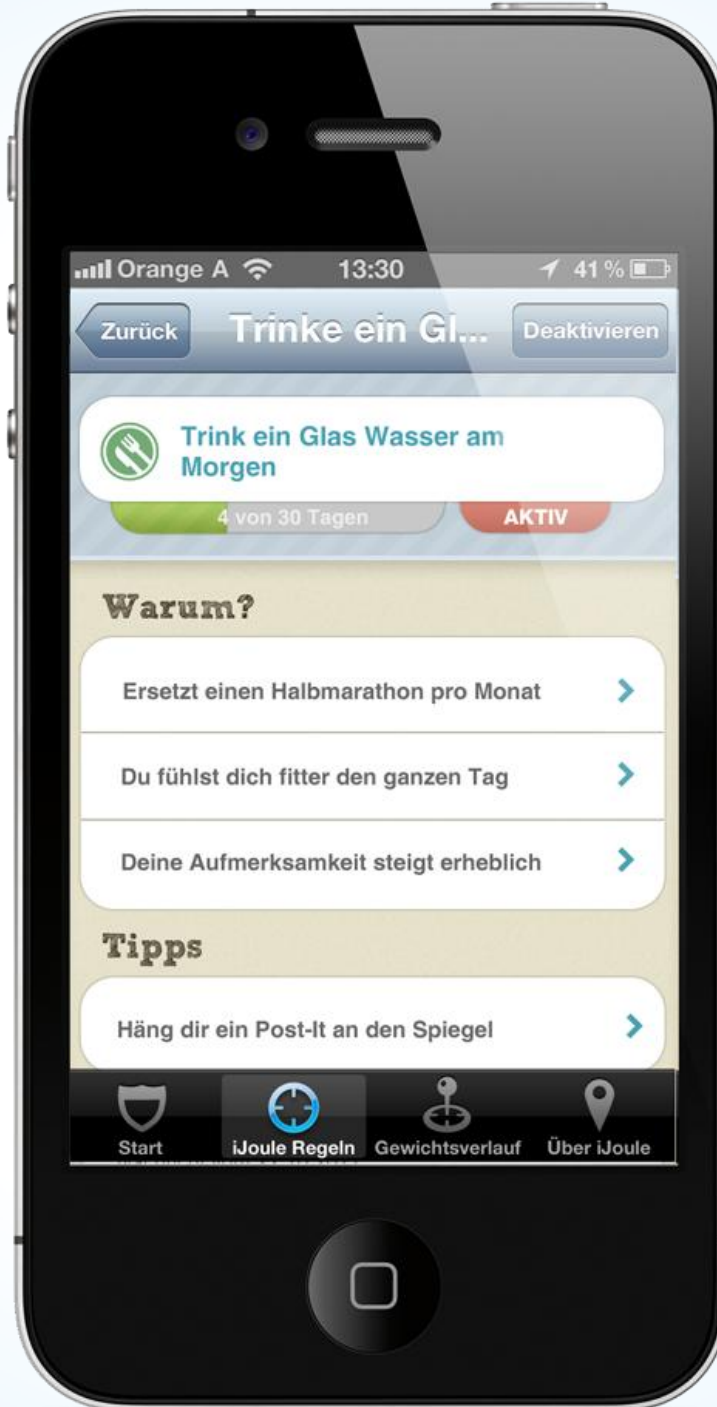 Orange A 13:30 41 %
Zurück Trinke ein Gl... Deaktivieren
Trink ein Glas Wasser am
Morgen
4 von 30 Tagen AKTIV
Warum?
Ersetzt einen Halbmarathon pro Monat
Du fühlst dich fitter den ganzen Tag
Deine Aufmerksamkeit steigt erheblich
Tipps
Häng dir ein Post-It an den Spiegel
Start iJoule Regeln Gewichtsverlauf Über iJoule